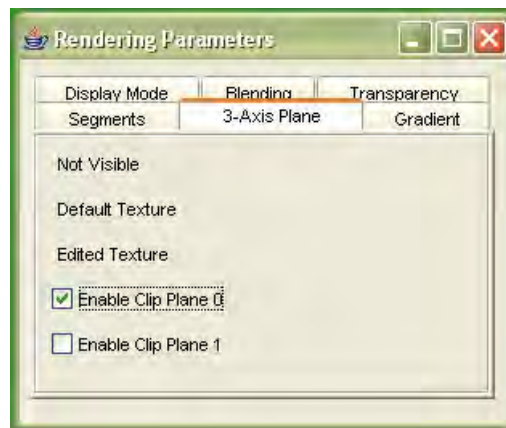 Rendering Parameters
Display Mode Blending Transparency
Segments 3-Axis Plane Gradient
Not Visible
Default Texture
Edited Texture
Enable Clip Plane 0
Enable Clip Plane 1